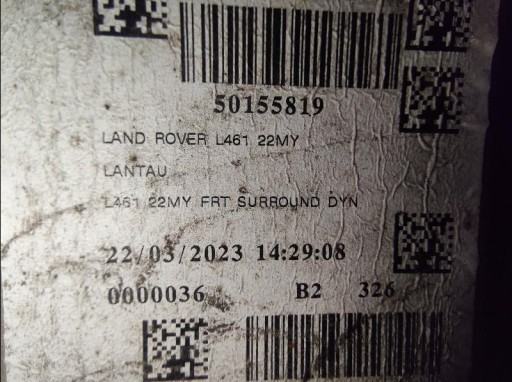 50155819
LAND ROVER L461 22MY
LANTAU
L461 22MY FRT SURROUND DYN
22/03/2023 14:29:08
0000036 B2 326